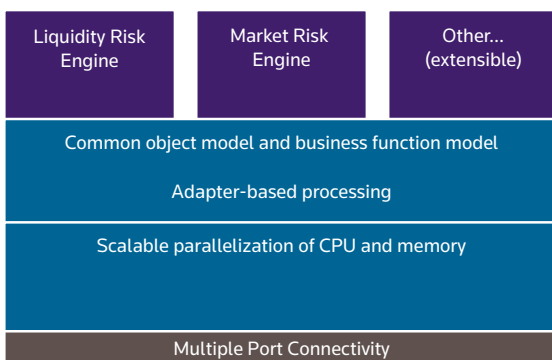 Liquidity Risk
Engine
Market Risk
Engine
Other...
(extensible)
Common object model and business function model
Adapter-based processing
Scalable parallelization of CPU and memory
Multiple Port Connectivity